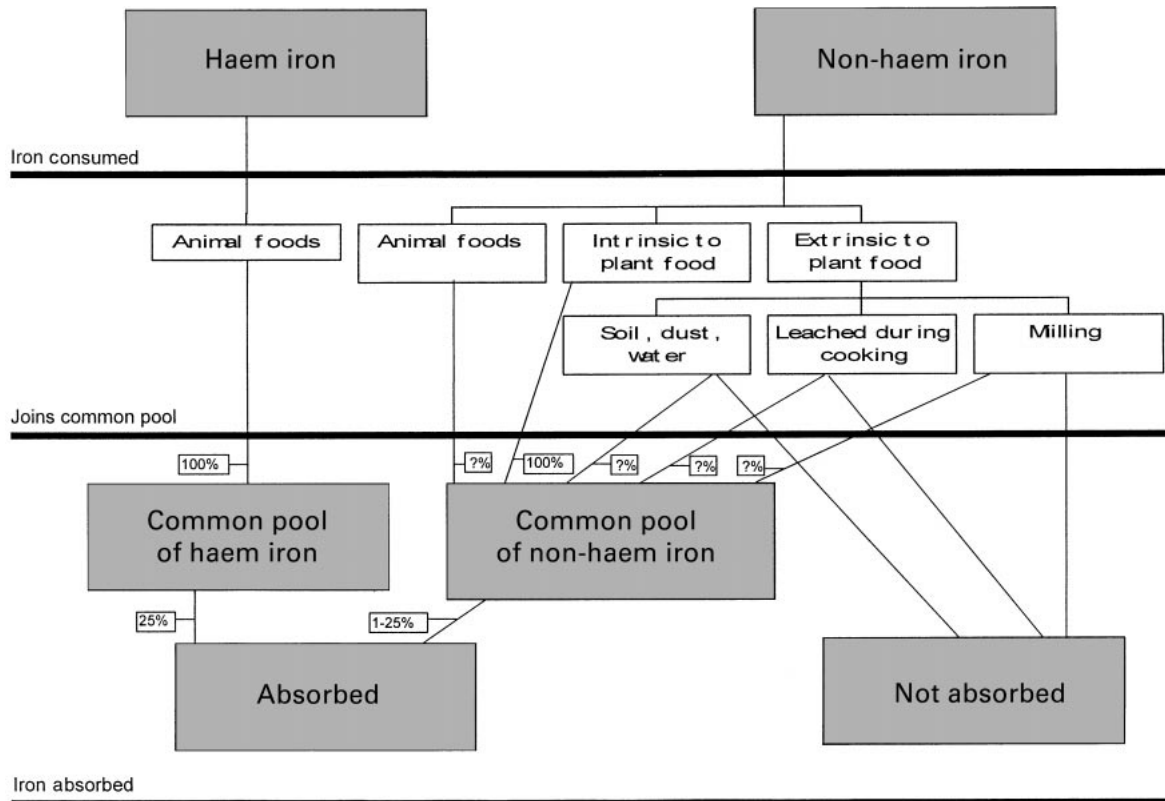 Haem iron
Non-haem iron
Iron consumed
Animal foods
Animal foods
Intrinsic to
plant food
Extrinsic to
plant food
Soil, dust,
water
Leached during
cooking
Milling
Joins common pool
100%
?%
100%
?%
?%
?%
Common pool
of haem iron
Common pool
of non-haem iron
25%
1-25%
Absorbed
Not absorbed
Iron absorbed